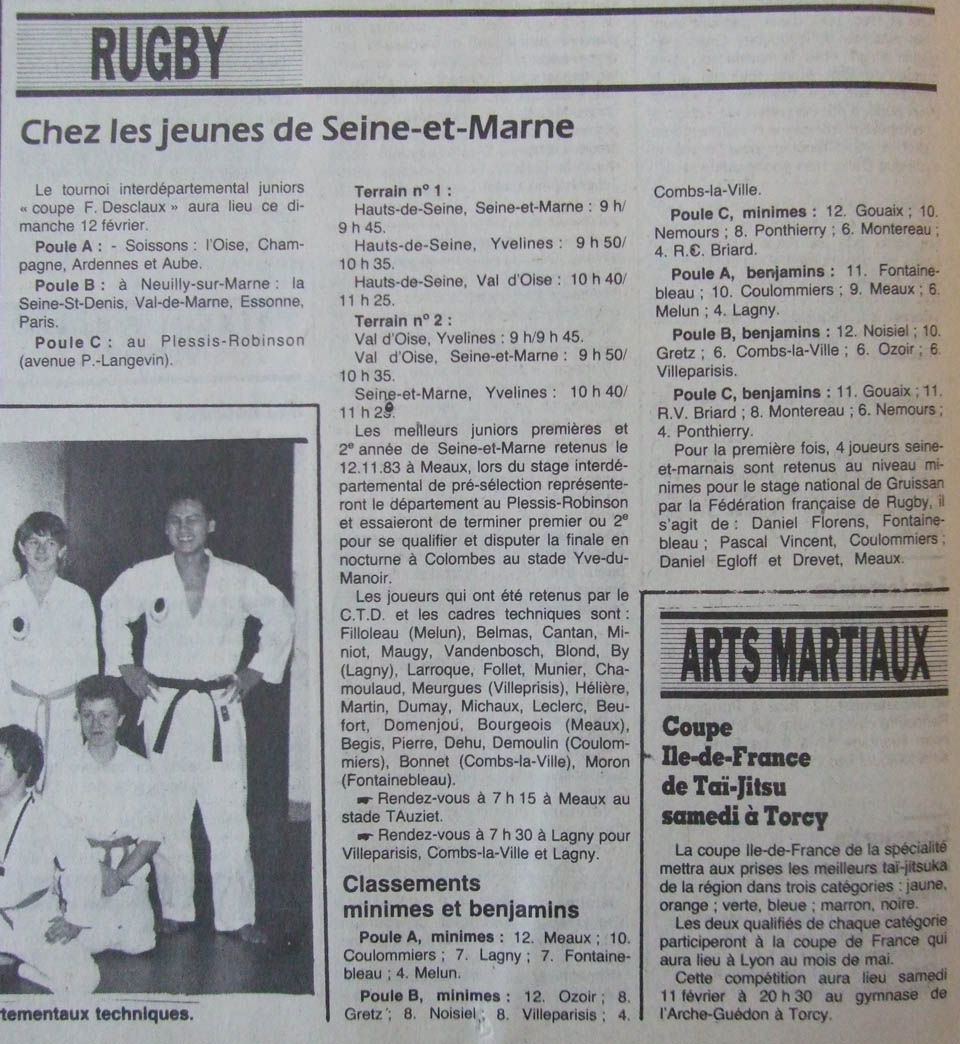 RUGBY
Chez les jeunes de Seine-et-Marne
Le tournoi interdépartemental juniors
« coupe F. Desclaux » aura lieu ce di-
manche 12 février.
Poule A : - Soissons : l'Oise, Cham-
pagne, Ardennes et Aube.
Poule B : à Neuilly-sur-Marne : la
Seine-St-Denis, Val-de-Marne, Essonne,
Paris.
Poule C : au Plessis-Robinson
(avenue P.-Langevin).
tementaux techniques.
Terrain n° 1 :
Hauts-de-Seine, Seine-et-Marne : 9 h/
9 h 45.
Hauts-de-Seine, Yvelines : 9 h 50/
10 h 35.
Hauts-de-Seine, Val d'Oise : 10 h 40/
11 h 25.
Terrain n° 2 :
Val d'Oise, Yvelines : 9 h/9 h 45.
Val d'Oise, Seine-et-Marne : 9 h 50/
10 h 35.
Seine-et-Marne, Yvelines : 10 h 40/
11 h 25.
Les meilleurs juniors premières et
2e année de Seine-et-Marne retenus le
12.11.83 à Meaux, lors du stage interdé-
partemental de pré-sélection représente-
ront le département au Plessis-Robinson
et essaieront de terminer premier ou 2e
pour se qualifier et disputer la finale en
nocturne à Colombes au stade Yve-du-
Manoir.
Les joueurs qui ont été retenus par le
C.T.D. et les cadres techniques sont :
Filloleau (Melun), Belmas, Cantan, Mi-
niot, Maugy, Vandenbosch, Blond, By
(Lagny), Larroque, Follet, Munier, Cha-
moulaud, Meurgues (Villeprisis), Hélière,
Martin, Dumay, Michaux, Leclerc, Beu-
fort, Domenjou, Bourgeois (Meaux),
Begis, Pierre, Dehu, Demoulin (Coulom-
miers), Bonnet (Combs-la-Ville), Moron
(Fontainebleau).
☛ Rendez-vous à 7 h 15 à Meaux au
stade TAuziet.
☛ Rendez-vous à 7 h 30 à Lagny pour
Villeparisis, Combs-la-Ville et Lagny.
Classements
minimes et benjamins
Poule A, minimes : 12. Meaux ; 10.
Coulommiers ; 7. Lagny ; 7. Fontaine-
bleau ; 4. Melun.
Poule B, minimes : 12. Ozoir ; 8.
Gretz ; 8. Noisiel ; 8. Villeparisis ; 4.
Combs-la-Ville.
Poule C, minimes : 12. Gouaix ; 10.
Nemours ; 8. Ponthierry ; 6. Montereau ;
4. R.€. Briard.
Poule A, benjamins : 11. Fontaine-
bleau ; 10. Coulommiers ; 9. Meaux ; 6.
Melun ; 4. Lagny.
Poule B, benjamins : 12. Noisiel ; 10.
Gretz ; 6. Combs-la-Ville ; 6. Ozoir ; 6.
Villeparisis.
Poule C, benjamins : 11. Gouaix ; 11.
R.V. Briard ; 8. Montereau ; 6. Nemours ;
4. Ponthierry.
Pour la première fois, 4 joueurs seine-
et-marnais sont retenus au niveau mi-
nimes pour le stage national de Gruissan
par la Fédération française de Rugby, il
s'agit de : Daniel Florens, Fontaine-
bleau ; Pascal Vincent, Coulommiers ;
Daniel Egloff et Drevet, Meaux.
ARTS MARTIAUX
Coupe
Ile-de-France
de Taï-Jitsu
samedi à Torcy
La coupe Ile-de-France de la spécialité
mettra aux prises les meilleurs taï-jitsuka
de la région dans trois catégories : jaune,
orange ; verte, bleue ; marron, noire.
Les deux qualifiés de chaque catégorie
participeront à la coupe de France qui
aura lieu à Lyon au mois de mai.
Cette compétition aura lieu samedi
11 février à 20 h 30 au gymnase de
l'Arche-Guédon à Torcy.